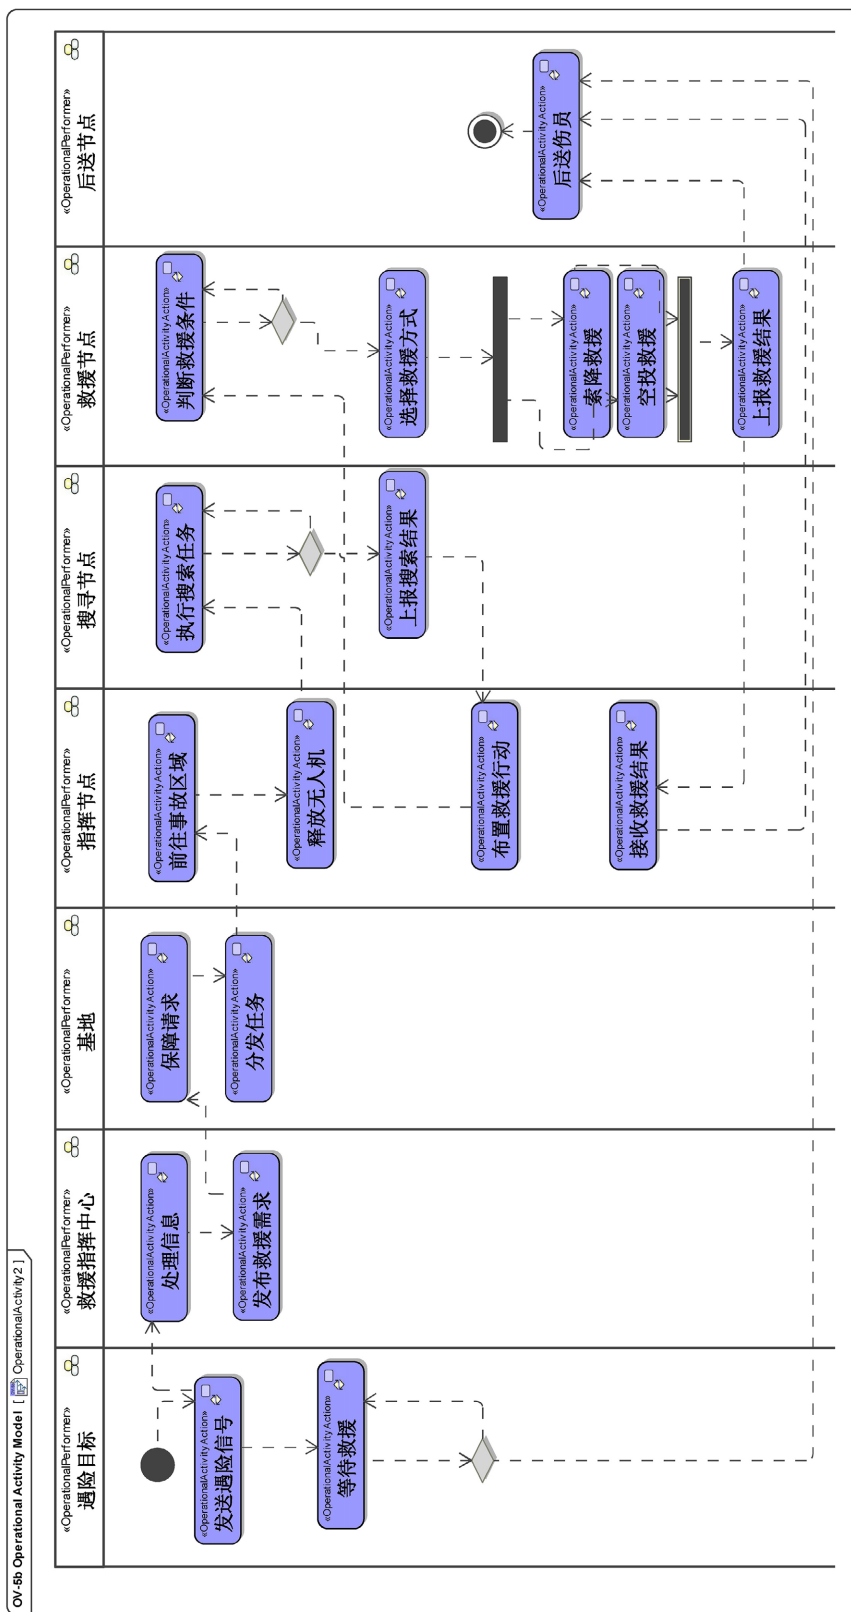 OV-5b Operational Activity Model [ OperationalActivity2 ]
«OperationalPerformer»
遇险目标
«OperationalPerformer»
救援指挥中心
«OperationalPerformer»
基地
«OperationalPerformer»
指挥节点
«OperationalPerformer»
搜寻节点
«OperationalPerformer»
救援节点
«OperationalPerformer»
后送节点
«OperationalActivityAction»
发送遇险信号
«OperationalActivityAction»
等待救援
«OperationalActivityAction»
处理信息
«OperationalActivityAction»
发布救援需求
«OperationalActivityAction»
保障请求
«OperationalActivityAction»
分发任务
«OperationalActivityAction»
前往事故区域
«OperationalActivityAction»
释放无人机
«OperationalActivityAction»
布置救援行动
«OperationalActivityAction»
接收救援结果
«OperationalActivityAction»
执行搜索任务
«OperationalActivityAction»
上报搜索结果
«OperationalActivityAction»
判断救援条件
«OperationalActivityAction»
选择救援方式
«OperationalActivityAction»
索降救援
«OperationalActivityAction»
空投救援
«OperationalActivityAction»
上报救援结果
«OperationalActivityAction»
后送伤员